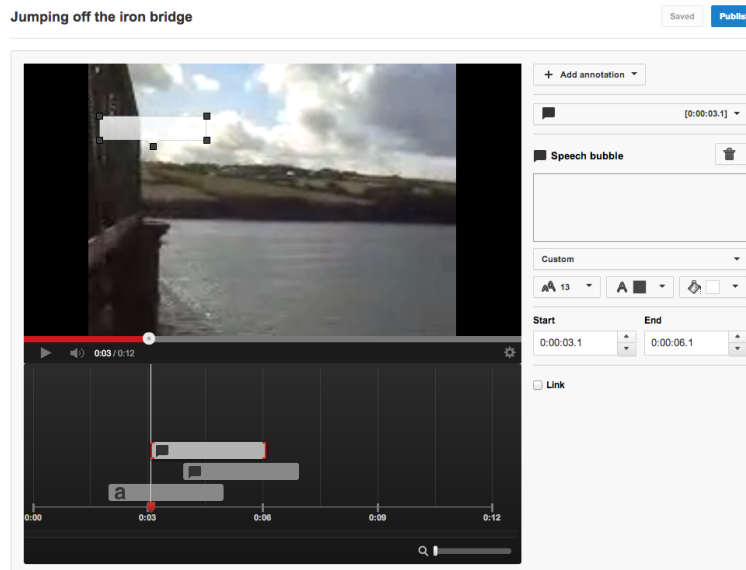 Jumping off the iron bridge
Saved
Publis
+ Add annotation
[0:00:03.1]
Speech bubble
Custom
AA 13
A
Start
End
0:00:03.1
0:00:06.1
Link
0:03 / 0:12
a
0:00
0:03
0:06
0:09
0:12